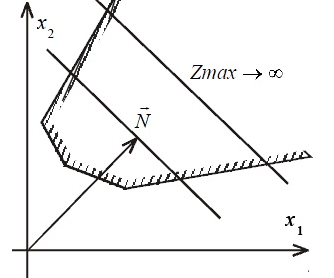 x₂
Zmax → ∞
N⃗
x₁